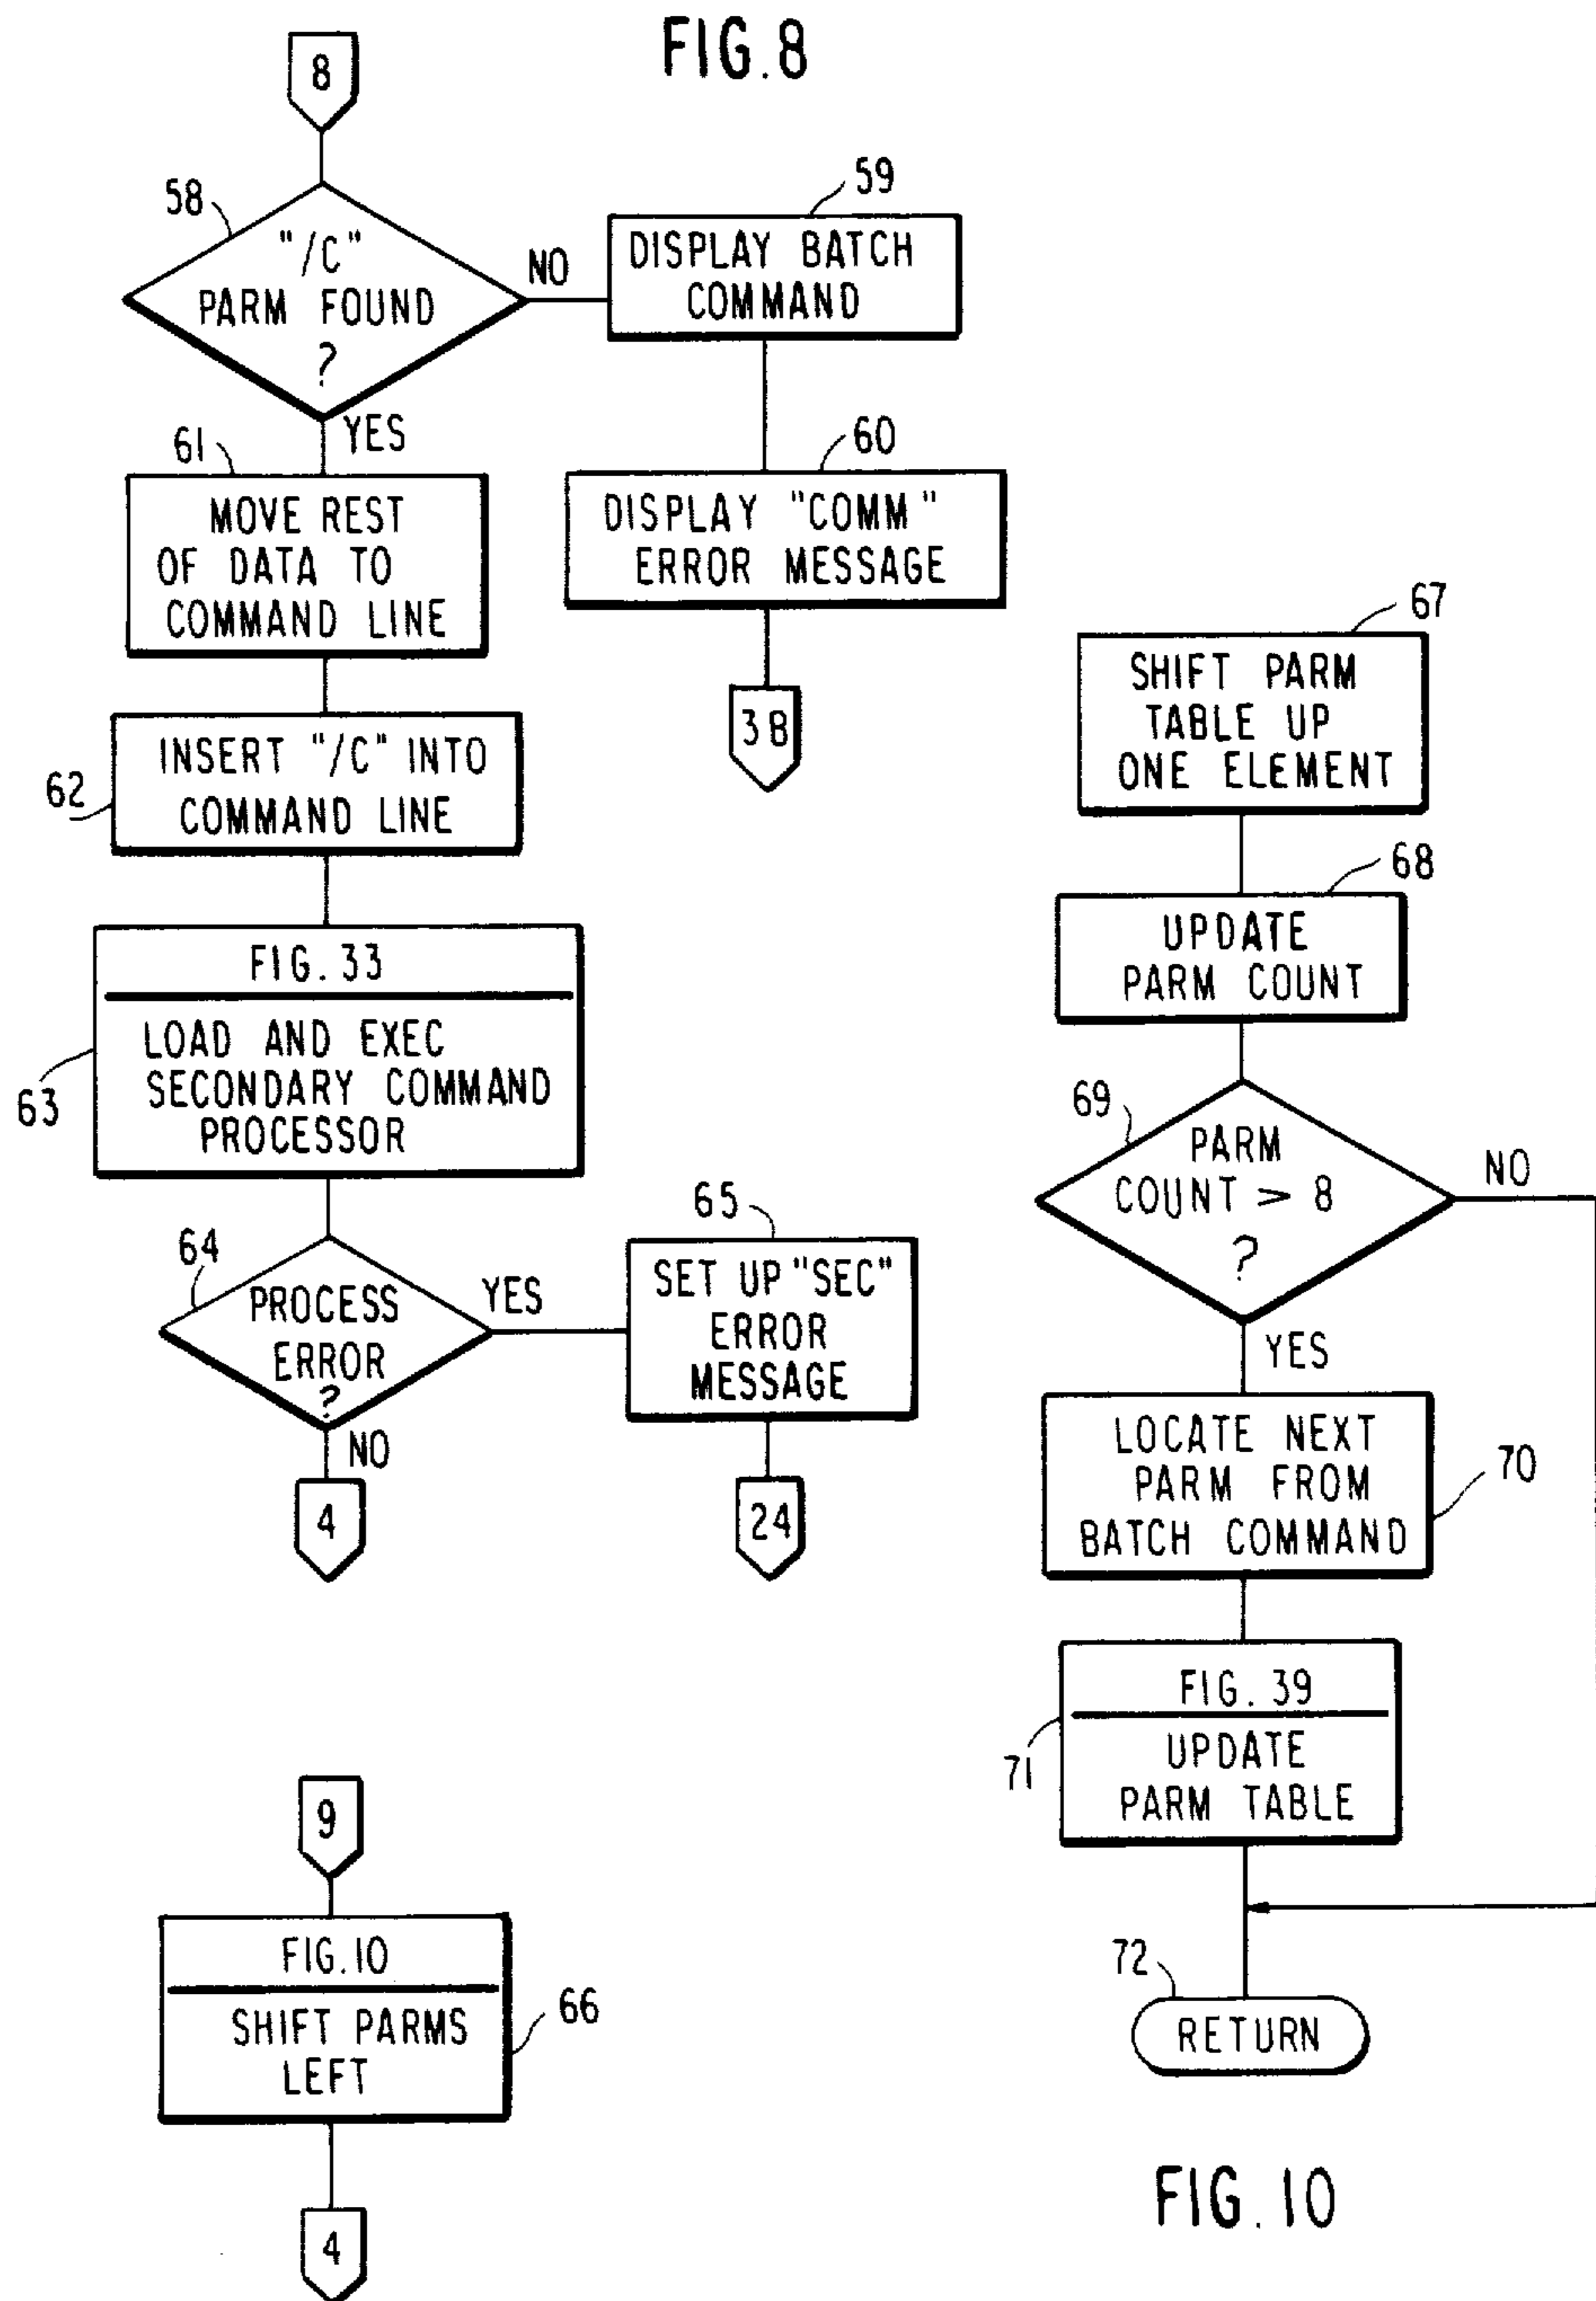 FIG.8
8
58
"/C"
PARM FOUND
?
NO
YES
59
DISPLAY BATCH
COMMAND
60
DISPLAY "COMM"
ERROR MESSAGE
38
61
MOVE REST
OF DATA TO
COMMAND LINE
62
INSERT "/C" INTO
COMMAND LINE
63
FIG. 33
LOAD AND EXEC
SECONDARY COMMAND
PROCESSOR
64
PROCESS
ERROR
?
YES
NO
65
SET UP "SEC"
ERROR
MESSAGE
24
4
9
FIG.10
SHIFT PARMS
LEFT
66
4
67
SHIFT PARM
TABLE UP
ONE ELEMENT
68
UPDATE
PARM COUNT
69
PARM
COUNT > 8
?
NO
YES
LOCATE NEXT
PARM FROM
BATCH COMMAND
70
FIG. 39
UPDATE
PARM TABLE
71
72
RETURN
FIG. 10